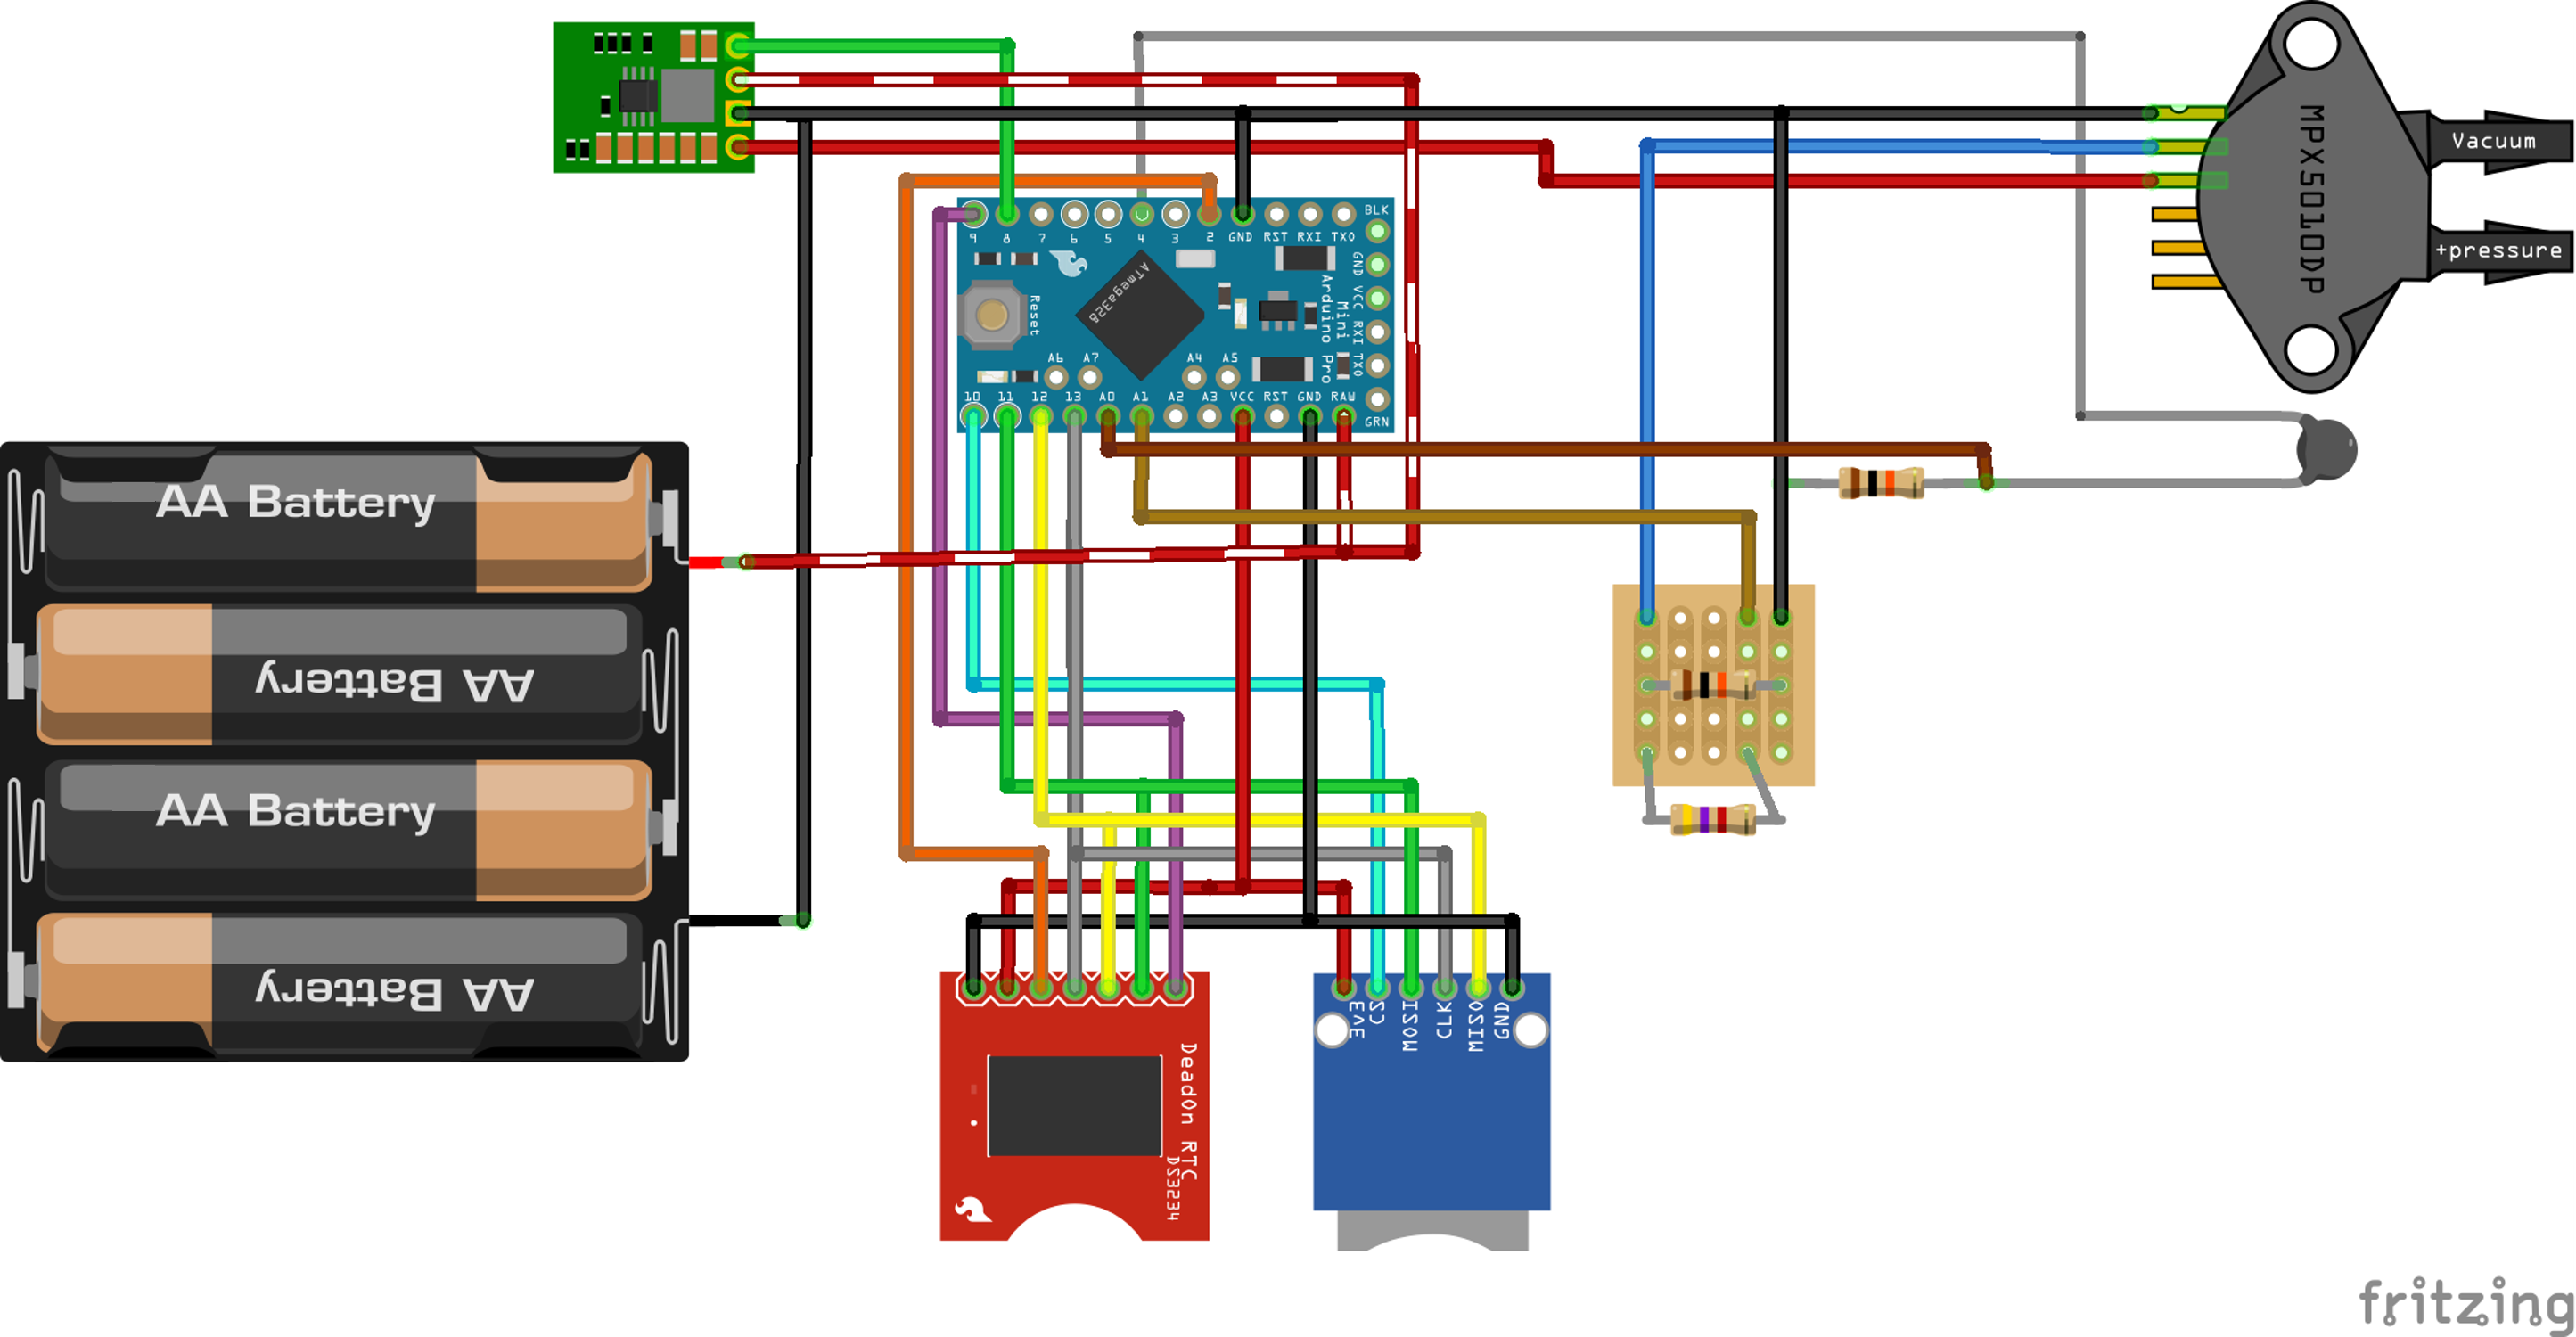 MPX5010DP
Vacuum
+pressure
BLK
9 8 7 6 5 4 3 2 GND RST RXI TXO
GND VCC RXI TXO
GRN
Reset
ATmega328
Arduino Pro
Mini
A6 A7 A4 A5
10 11 12 13 A0 A1 A2 A3 VCC RST GND RAW
AA Battery
AA Battery
AA Battery
AA Battery
3V3
CS
MOSI
CLK
MISO
GND
DeadOn RTC
DS3234
fritzing